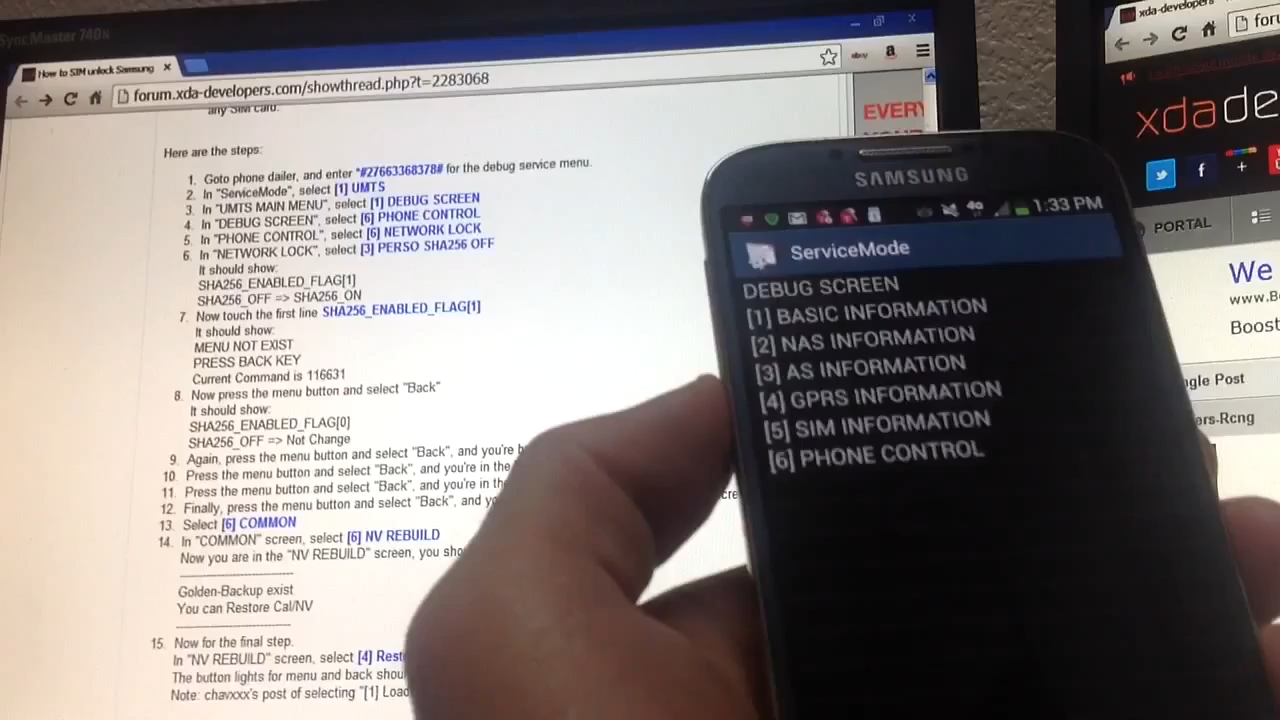 SyncMaster 740N
How to SIM unlock Samsung
forum.xda-developers.com/showthread.php?t=2283068
ebay
a
any SIM card.
Here are the steps:
1. Goto phone dailer, and enter *#27663368378# for the debug service menu.
2. In "ServiceMode", select [1] UMTS
3. In "UMTS MAIN MENU", select [1] DEBUG SCREEN
4. In "DEBUG SCREEN", select [6] PHONE CONTROL
5. In "PHONE CONTROL", select [6] NETWORK LOCK
6. In "NETWORK LOCK", select [3] PERSO SHA256 OFF
It should show:
SHA256_ENABLED_FLAG[1]
SHA256_OFF => SHA256_ON
7. Now touch the first line SHA256_ENABLED_FLAG[1]
It should show:
MENU NOT EXIST
PRESS BACK KEY
Current Command is 116631
8. Now press the menu button and select "Back"
It should show:
SHA256_ENABLED_FLAG[0]
SHA256_OFF => Not Change
9. Again, press the menu button and select "Back", and you're
10. Press the menu button and select "Back", and you're in the
11. Press the menu button and select "Back", and you're in
12. Finally, press the menu button and select "Back", and
13. Select [6] COMMON
14. In "COMMON" screen, select [6] NV REBUILD
Now you are in the "NV REBUILD" screen, you
Golden-Backup exist
You can Restore Cal/NV
15. Now for the final step.
In "NV REBUILD" screen, select [4]
The button lights for menu and back
Note: chavxxx's post of selecting "[1]
EVERY
SAMSUNG
4G
1:33 PM
ServiceMode
DEBUG SCREEN
[1] BASIC INFORMATION
[2] NAS INFORMATION
[3] AS INFORMATION
[4] GPRS INFORMATION
[5] SIM INFORMATION
[6] PHONE CONTROL
xda-developers
xdade
f
+
PORTAL
We
Boost
Post